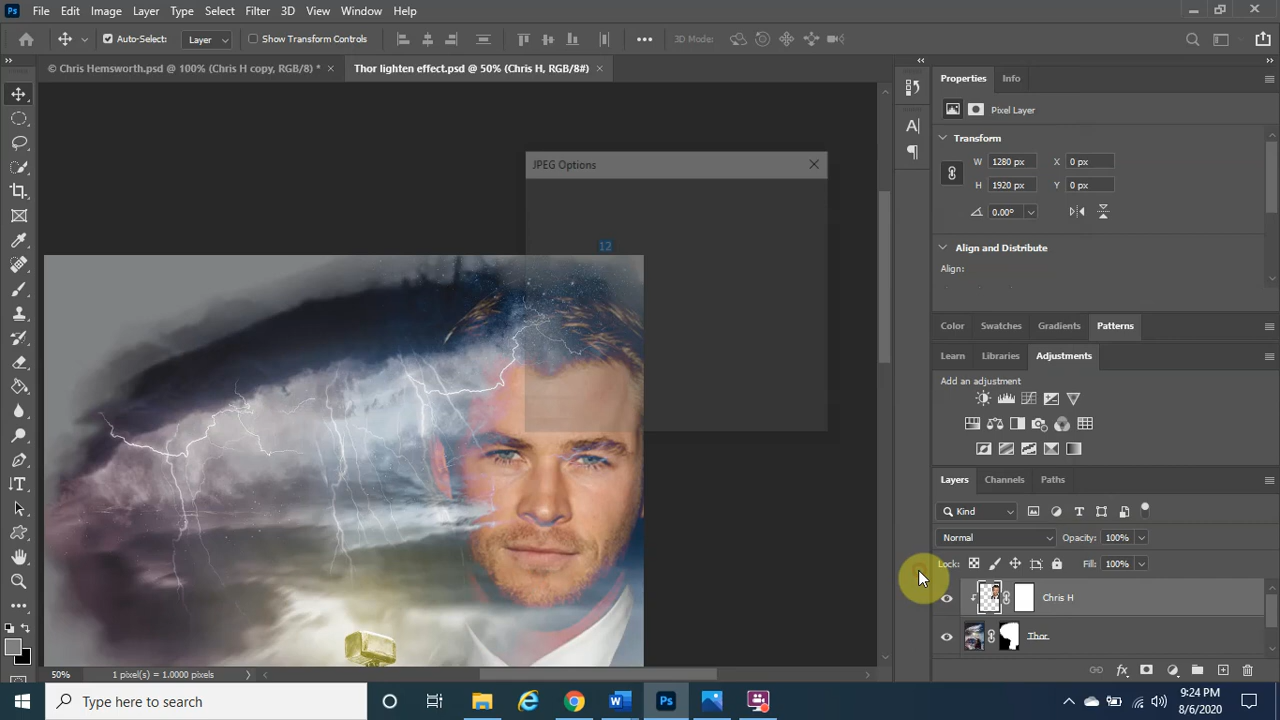 Ps File Edit Image Layer Type Select Filter 3D View Window Help
Auto-Select: Layer Show Transform Controls 3D Mode:
© Chris Hemsworth.psd @ 100% (Chris H copy, RGB/8) * Thor lighten effect.psd @ 50% (Chris H, RGB/8#)
Properties Info
Pixel Layer
Transform
W 1280 px X 0 px
H 1920 px Y 0 px
0.00°
Align and Distribute
Align:
JPEG Options
12
Color Swatches Gradients Patterns
Learn Libraries Adjustments
Add an adjustment
Layers Channels Paths
Kind
Normal Opacity: 100%
Lock: Fill: 100%
Chris H
Thor
50% 1 pixel(s) = 1.0000 pixels
Type here to search
9:24 PM
8/6/2020